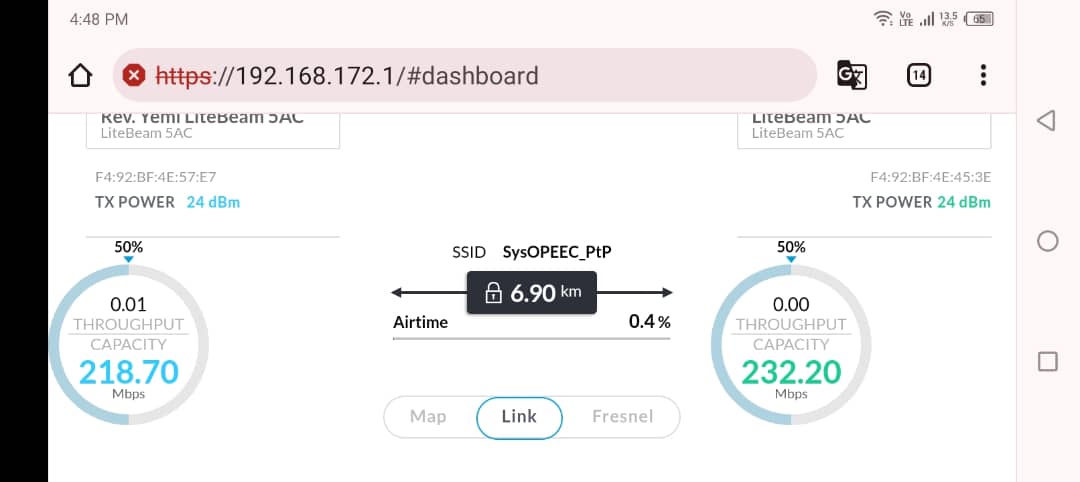 4:48 PM Vo LTE 13.5 K/S 65
https://192.168.172.1/#dashboard 14
Rev. Yemi LiteBeam 5AC LiteBeam 5AC
LiteBeam 5AC LiteBeam 5AC
F4:92:BF:4E:57:E7 F4:92:BF:4E:45:3E
TX POWER 24 dBm TX POWER 24 dBm
50% SSID SysOPEEC_PtP 50%
0.01 6.90 km 0.00
THROUGHPUT Airtime 0.4 % THROUGHPUT
CAPACITY CAPACITY
218.70 232.20
Mbps Mbps
Map Link Fresnel